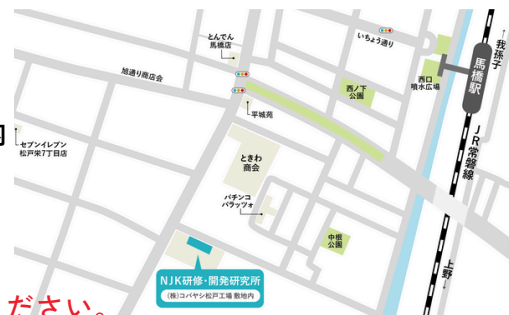 とんでん
馬橋店
いちょう通り
我孫子
旭通り商店会
西ノ下
公園
西口
噴水広場
馬橋駅
平城苑
セブンイレブン
松戸栄7丁目店
ときわ
商会
JR常磐線
パチンコ
パラッツォ
中根
公園
上野
NJK研修・開発研究所
(株)コバヤシ松戸工場 敷地内
ださい。